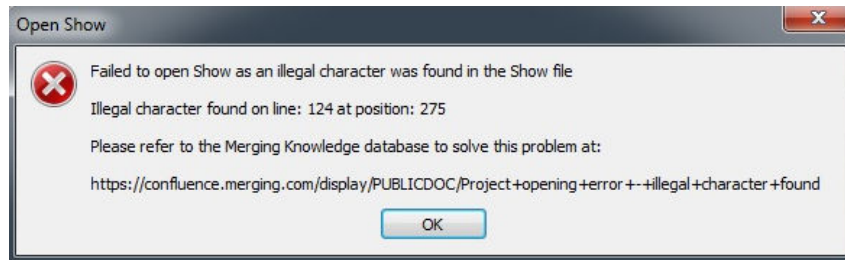 Open Show
Failed to open Show as an illegal character was found in the Show file
Illegal character found on line: 124 at position: 275
Please refer to the Merging Knowledge database to solve this problem at:
https://confluence.merging.com/display/PUBLICDOC/Project+opening+error+-+illegal+character+found
OK